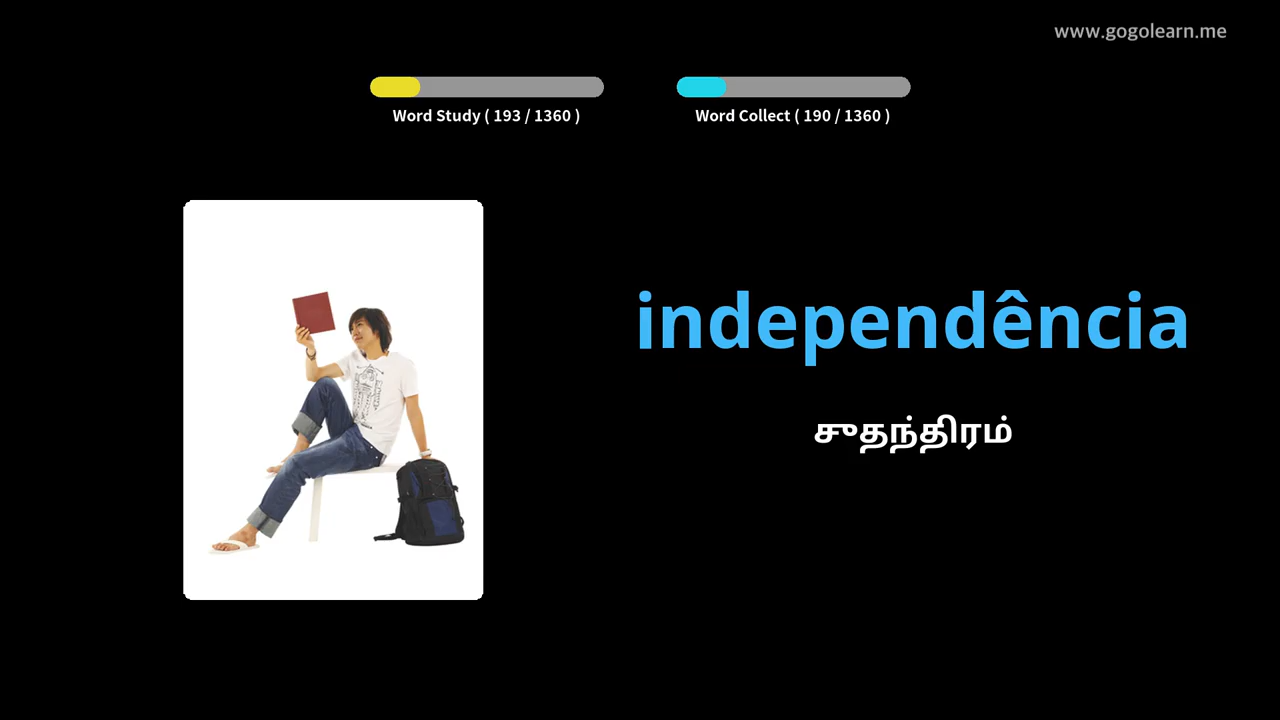 www.gogolearn.me
Word Study ( 193 / 1360 )
Word Collect ( 190 / 1360 )
independência
சுதந்திரம்